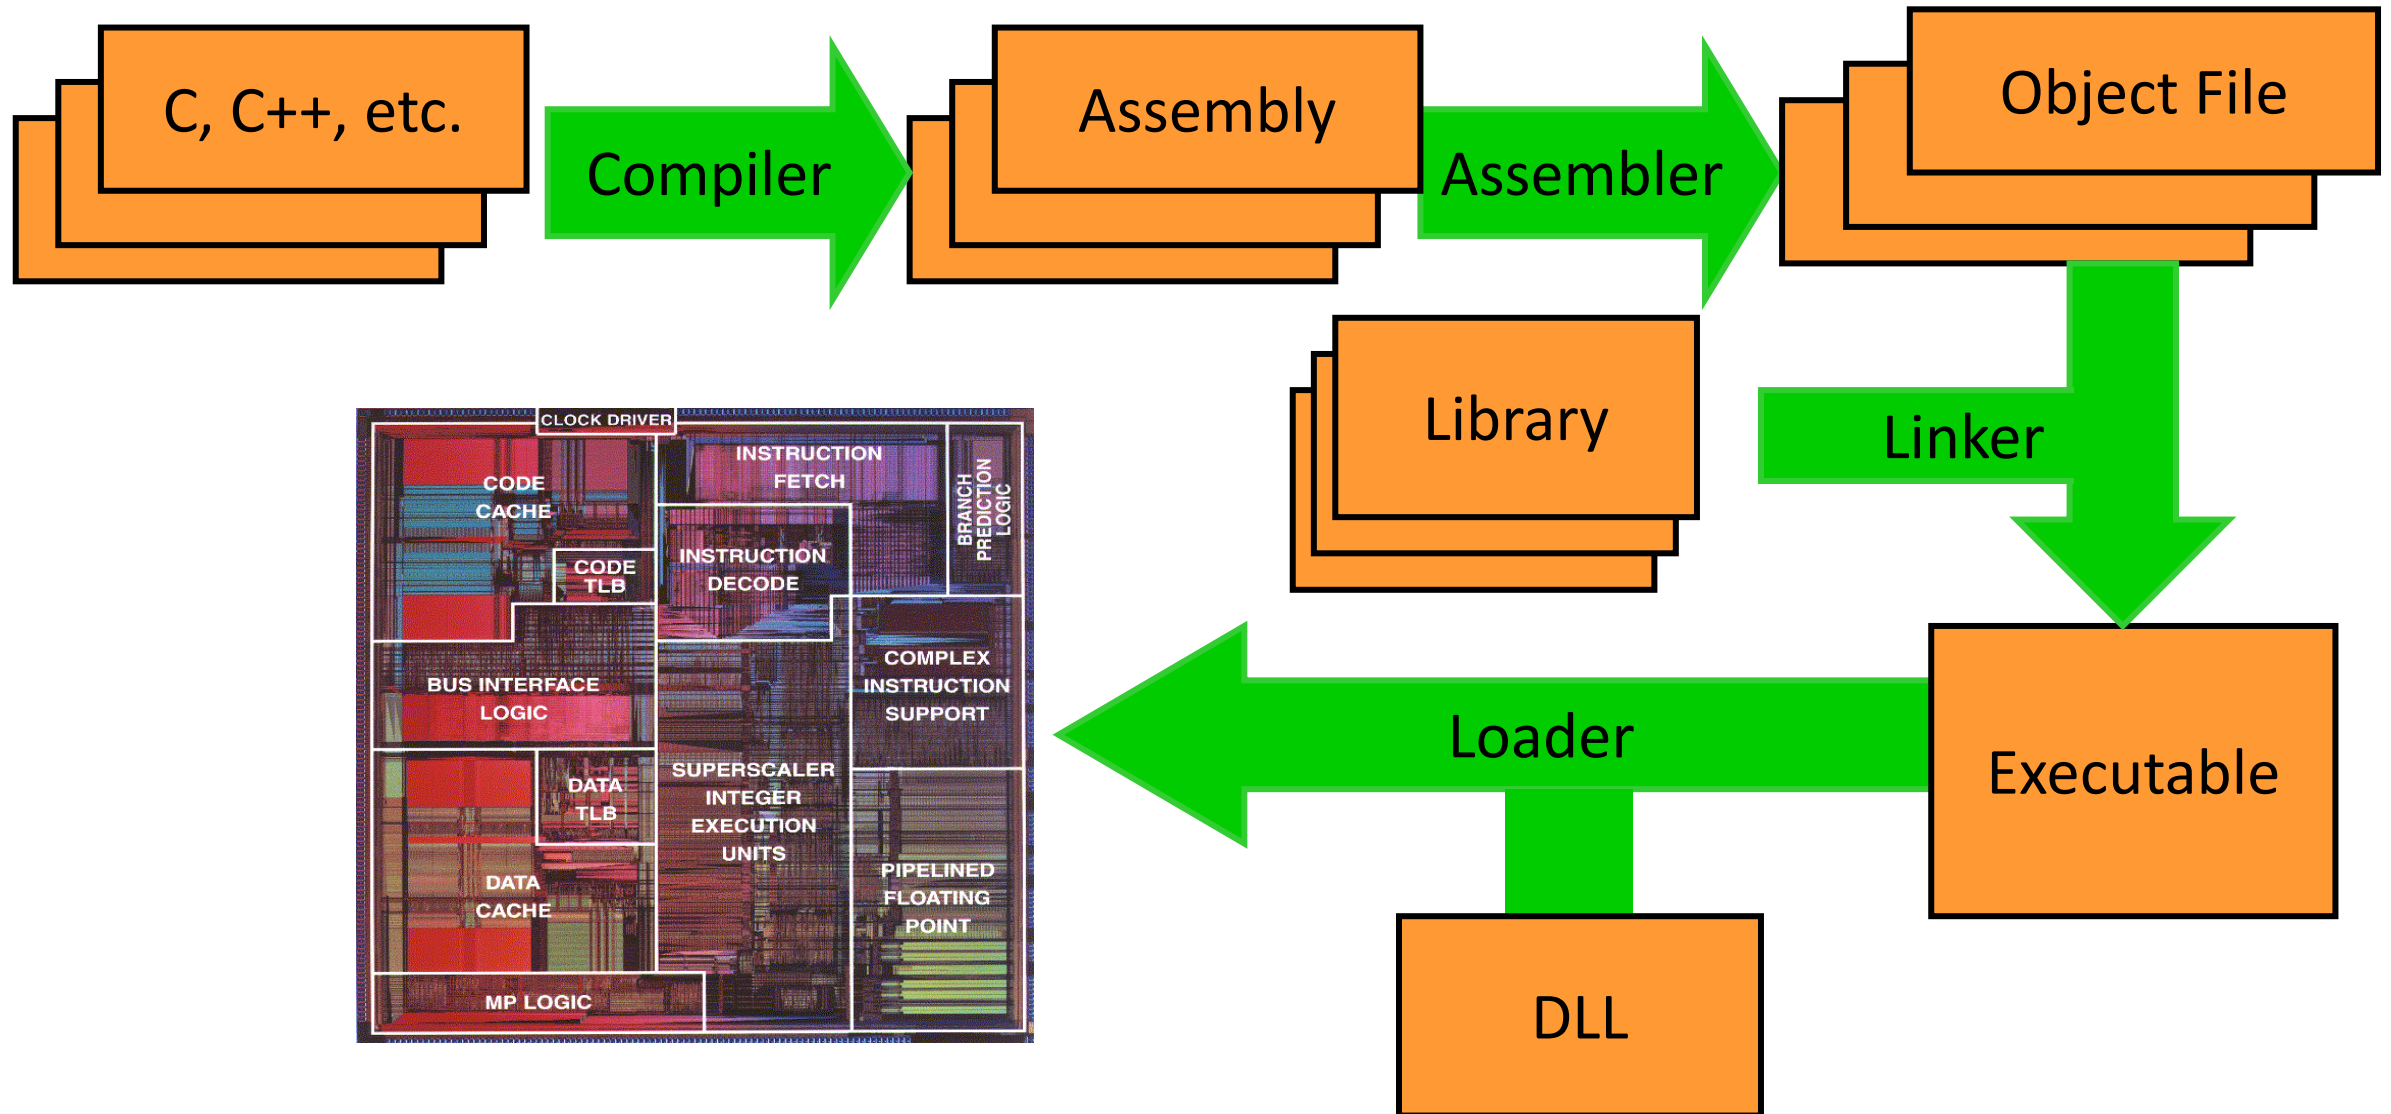 C, C++, etc.
Compiler
Assembly
Assembler
Object File
Library
Linker
CLOCK DRIVER
CODE
CACHE
INSTRUCTION
FETCH
BRANCH
PREDICTION
LOGIC
CODE
TLB
INSTRUCTION
DECODE
BUS INTERFACE
LOGIC
COMPLEX
INSTRUCTION
SUPPORT
DATA
TLB
SUPERSCALER
INTEGER
EXECUTION
UNITS
DATA
CACHE
PIPELINED
FLOATING
POINT
MP LOGIC
Loader
Executable
DLL